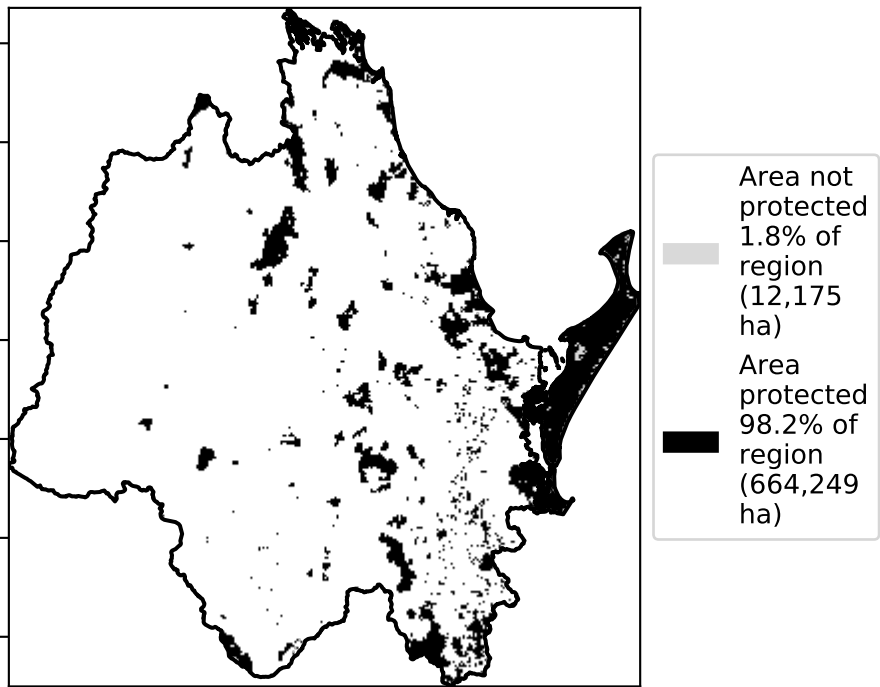 Area not
protected
1.8% of
region
(12,175
ha)
Area
protected
98.2% of
region
(664,249
ha)